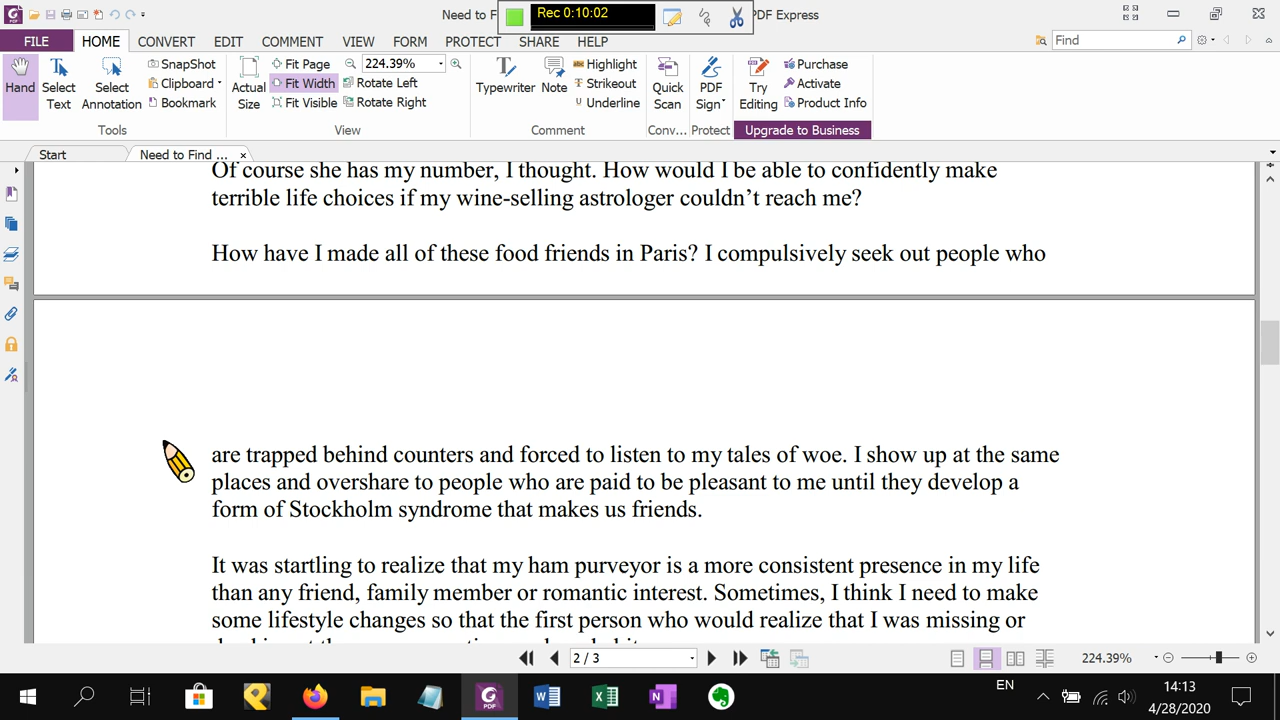 Need to F
Rec 0:10:02
PDF Express
FILE HOME CONVERT EDIT COMMENT VIEW FORM PROTECT SHARE HELP
Find
Hand
Select Text
Select Annotation
SnapShot
Clipboard
Bookmark
Tools
Actual Size
Fit Page
Fit Width
Fit Visible
224.39%
Rotate Left
Rotate Right
View
Typewriter
Note
Highlight
Strikeout
Underline
Comment
Quick Scan
Conv...
PDF Sign
Protect
Try Editing
Purchase
Activate
Product Info
Upgrade to Business
Start
Need to Find ...
Of course she has my number, I thought. How would I be able to confidently make
terrible life choices if my wine-selling astrologer couldn’t reach me?
How have I made all of these food friends in Paris? I compulsively seek out people who
are trapped behind counters and forced to listen to my tales of woe. I show up at the same
places and overshare to people who are paid to be pleasant to me until they develop a
form of Stockholm syndrome that makes us friends.
It was startling to realize that my ham purveyor is a more consistent presence in my life
than any friend, family member or romantic interest. Sometimes, I think I need to make
some lifestyle changes so that the first person who would realize that I was missing or
2 / 3
224.39%
EN
14:13
4/28/2020